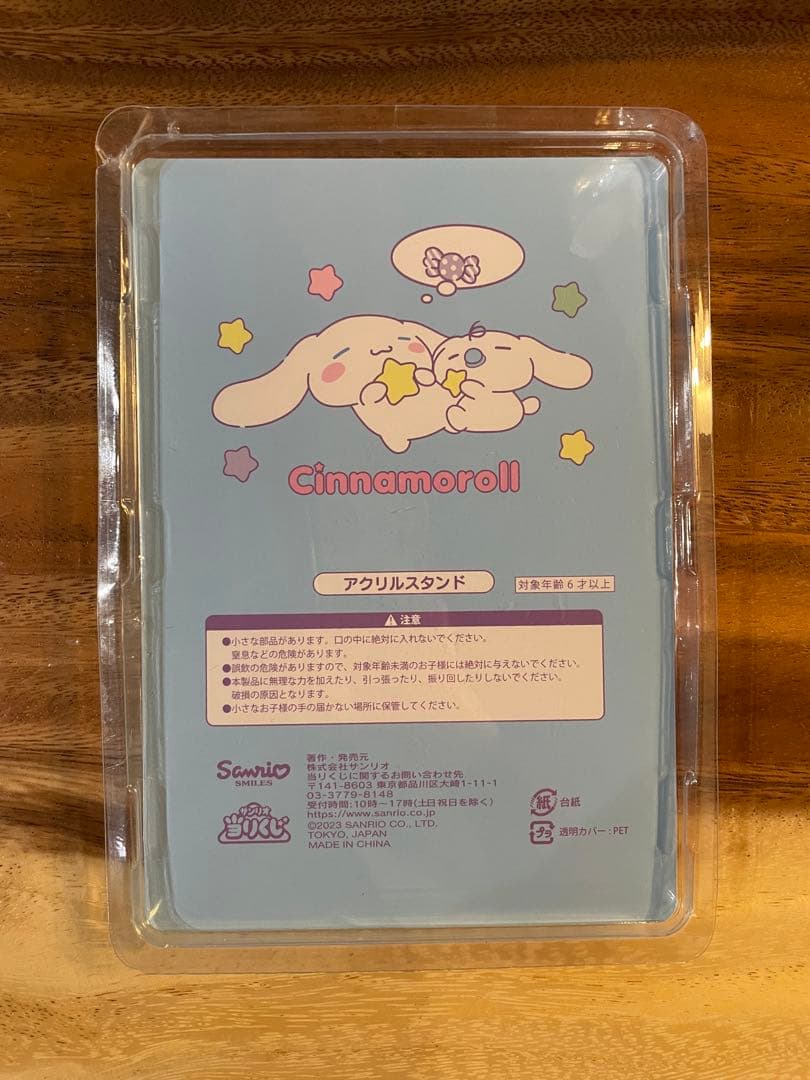 Cinnamoroll
アクリルスタンド
対象年齢6才以上
注意
●小さな部品があります。口の中に絶対に入れないでください。
窒息などの危険があります。
●誤飲の危険がありますので、対象年齢未満のお子様には絶対に与えないでください。
●本製品に無理な力を加えたり、引っ張ったり、振り回したりしないでください。
破損の原因となります。
●小さなお子様の手の届かない場所に保管してください。
Sanrio
SMILES
サンリオ
当りくじ
著作・発売元
株式会社サンリオ
当りくじに関するお問い合わせ先
〒141-8603 東京都品川区大崎1-11-1
03-3779-8148
受付時間:10時〜17時(土日祝日を除く)
https://www.sanrio.co.jp
©2023 SANRIO CO., LTD.
TOKYO, JAPAN
MADE IN CHINA
紙 台紙
プラ 透明カバー:PET